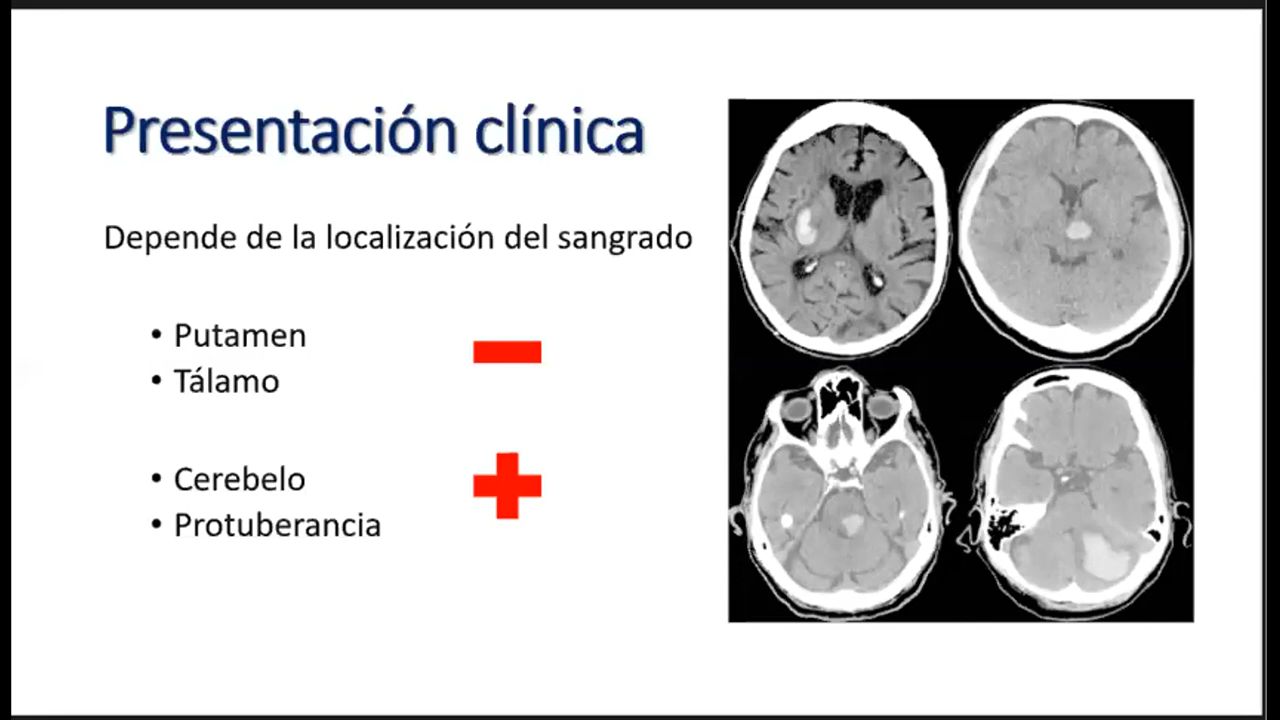 Presentación clínica
Depende de la localización del sangrado
• Putamen
• Tálamo
• Cerebelo
• Protuberancia